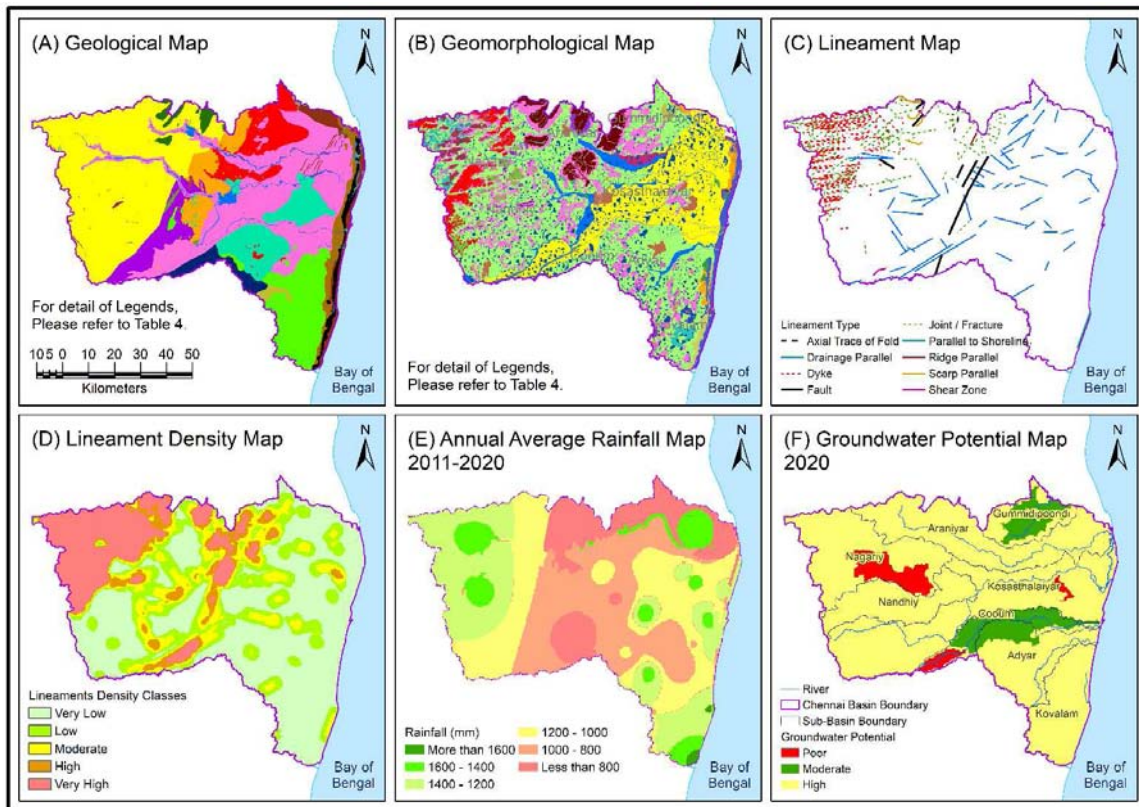 (A) Geological Map
N
Bay of
Bengal
For detail of Legends,
Please refer to Table 4.
10 5 0 10 20 30 40 50
Kilometers
(B) Geomorphological Map
N
Gummidipoondi
Kosasthalaiyar
For detail of Legends,
Please refer to Table 4.
Bay of
Bengal
(C) Lineament Map
N
Lineament Type
Axial Trace of Fold
Drainage Parallel
Dyke
Fault
Joint / Fracture
Parallel to Shoreline
Ridge Parallel
Scarp Parallel
Shear Zone
Bay of
Bengal
(D) Lineament Density Map
N
Lineaments Density Classes
Very Low
Low
Moderate
High
Very High
Bay of
Bengal
(E) Annual Average Rainfall Map
2011-2020
N
Rainfall (mm)
More than 1600
1600 - 1400
1400 - 1200
1200 - 1000
1000 - 800
Less than 800
Bay of
Bengal
(F) Groundwater Potential Map
2020
N
Gummidipoondi
Araniyar
Nagariy
Kosasthalaiyar
Nandhiy
Cooum
Adyar
Kovalam
River
Chennai Basin Boundary
Sub-Basin Boundary
Groundwater Potential
Poor
Moderate
High
Bay of
Bengal